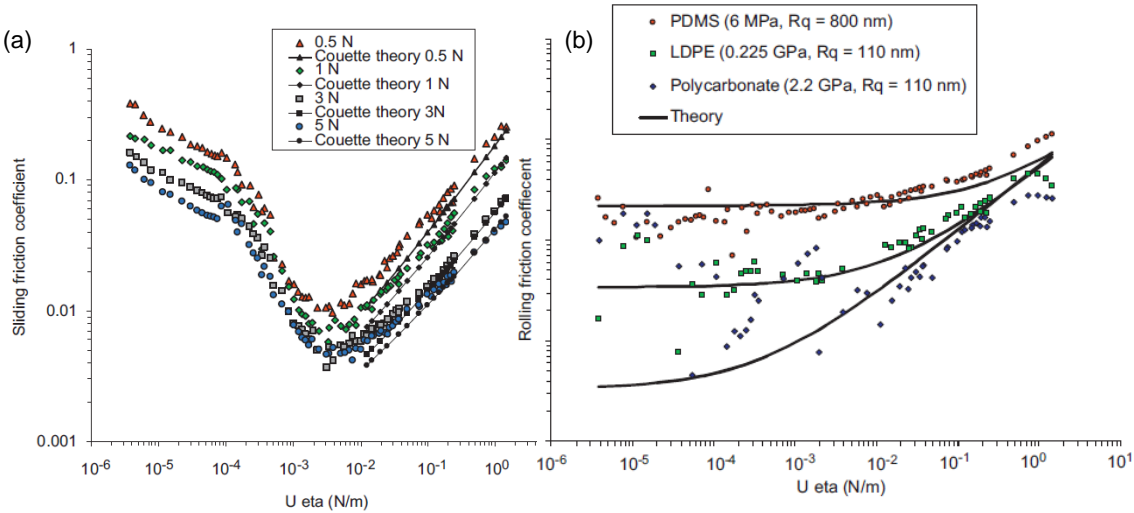 (a)
0.5 N
Couette theory 0.5 N
1 N
Couette theory 1 N
3 N
Couette theory 3N
5 N
Couette theory 5 N
Sliding friction coefficient
1
0.1
0.01
0.001
10-6
10-5
10-4
10-3
10-2
10-1
100
U eta (N/m)
(b)
PDMS (6 MPa, Rq = 800 nm)
LDPE (0.225 GPa, Rq = 110 nm)
Polycarbonate (2.2 GPa, Rq = 110 nm)
Theory
Rolling friction coeffiecent
10-6
10-5
10-4
10-3
10-2
10-1
100
101
U eta (N/m)